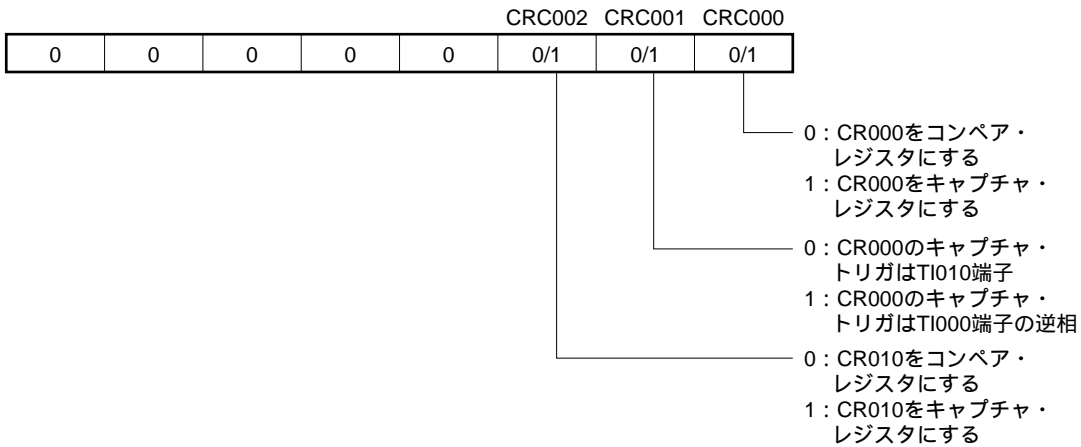 CRC002 CRC001 CRC000
0 0 0 0 0 0/1 0/1 0/1
0：CR000をコンペア・
レジスタにする
1：CR000をキャプチャ・
レジスタにする
0：CR000のキャプチャ・
トリガはTI010端子
1：CR000のキャプチャ・
トリガはTI000端子の逆相
0：CR010をコンペア・
レジスタにする
1：CR010をキャプチャ・
レジスタにする